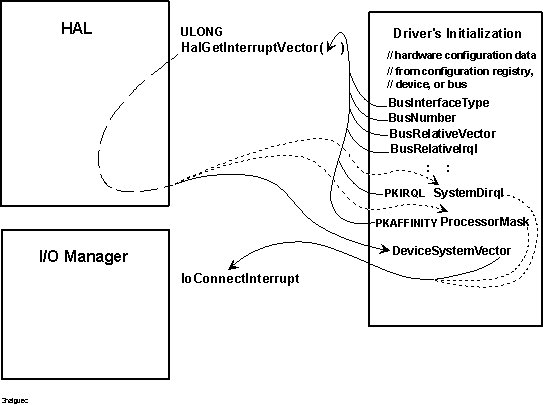 HAL
ULONG
HalGetInterruptVector( )
Driver's Initialization
// hardware configuration data
// from configuration registry,
// device, or bus
BusInterfaceType
BusNumber
BusRelativeVector
BusRelativeIrql
: :
PKIRQL SystemDirql
PKAFFINITY ProcessorMask
DeviceSystemVector
I/O Manager
IoConnectInterrupt